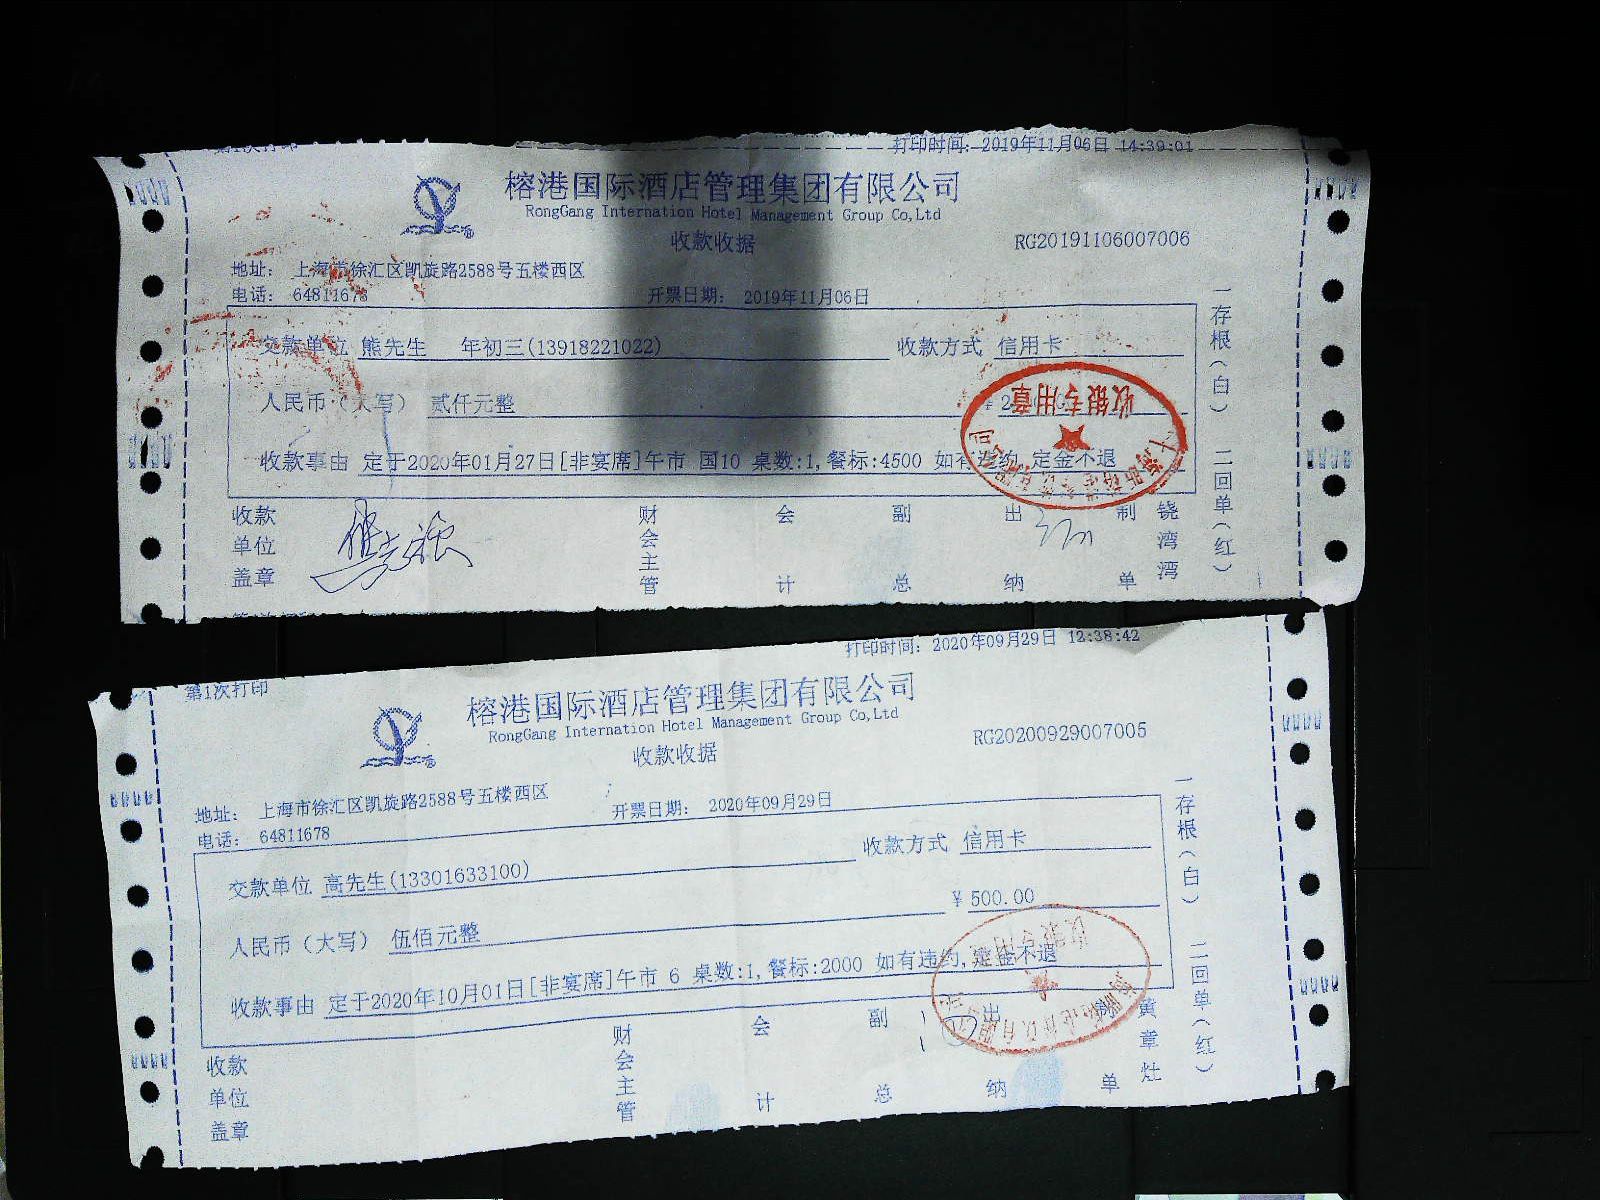 打印时间：2019年11月06日 14:39:01
榕港国际酒店管理集团有限公司
RongGang Internation Hotel Management Group Co,Ltd
收款收据
RG20191106007006
地址： 上海市徐汇区凯旋路2588号五楼西区
电话： 64811678
开票日期： 2019年11月06日
交款单位 熊先生 年初三(13918221022) 收款方式 信用卡
人民币（大写） 贰仟元整
收款事由 定于2020年01月27日[非宴席]午市 国10 桌数:1,餐标:4500 如有违约,定金不退
收银专用章
收款单位盖章 财会主管 会计 副总 出纳 制单 铙湾湾
一存根（白） 二回单（红）
第1次打印
打印时间：2020年09月29日 12:38:42
榕港国际酒店管理集团有限公司
RongGang Internation Hotel Management Group Co,Ltd
收款收据
RG20200929007005
地址： 上海市徐汇区凯旋路2588号五楼西区
电话： 64811678
开票日期： 2020年09月29日
交款单位 高先生(13301633100) 收款方式 信用卡
人民币（大写） 伍佰元整 ¥ 500.00
收款事由 定于2020年10月01日[非宴席]午市 6 桌数:1,餐标:2000 如有违约,定金不退
收款单位盖章 财会主管 会计 副总 出纳 制单 黄章灶
一存根（白） 二回单（红）